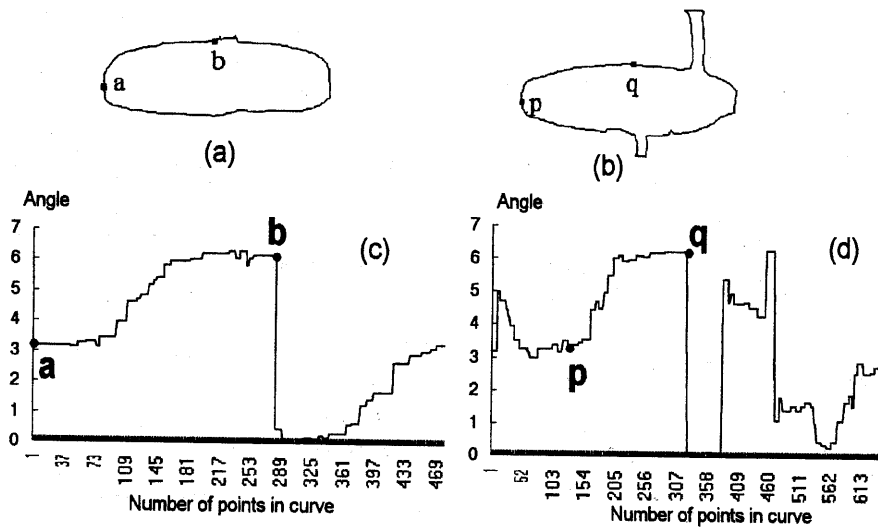 a
b
p
q
(a)
(b)
Angle
7
6
5
4
3
2
1
0
a
b
(c)
1 37 73 109 145 181 217 253 289 325 361 397 433 469
Number of points in curve
Angle
7
6
5
4
3
2
1
0
p
q
(d)
1 52 103 154 205 256 307 358 409 460 511 562 613
Number of points in curve